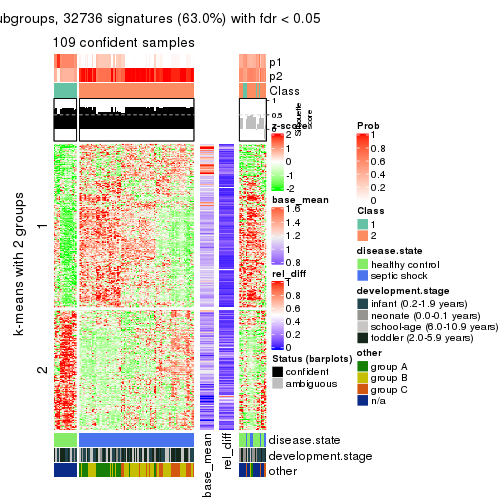 subgroups, 32736 signatures (63.0%) with fdr < 0.05
109 confident samples
p1
p2
Class
1
0.5
0
Silhouette
score
k-means with 2 groups
1
2
z-score
2
1
0
-1
-2
base_mean
1.6
1.4
1.2
1
0.8
rel_diff
1
0.8
0.6
0.4
0.2
0
Status (barplots)
confident
ambiguous
Prob
1
0.8
0.6
0.4
0.2
0
Class
1
2
disease.state
healthy control
septic shock
development.stage
infant (0.2-1.9 years)
neonate (0.0-0.1 years)
school-age (6.0-10.9 years)
toddler (2.0-5.9 years)
other
group A
group B
group C
n/a
disease.state
development.stage
other
base_mean
rel_diff